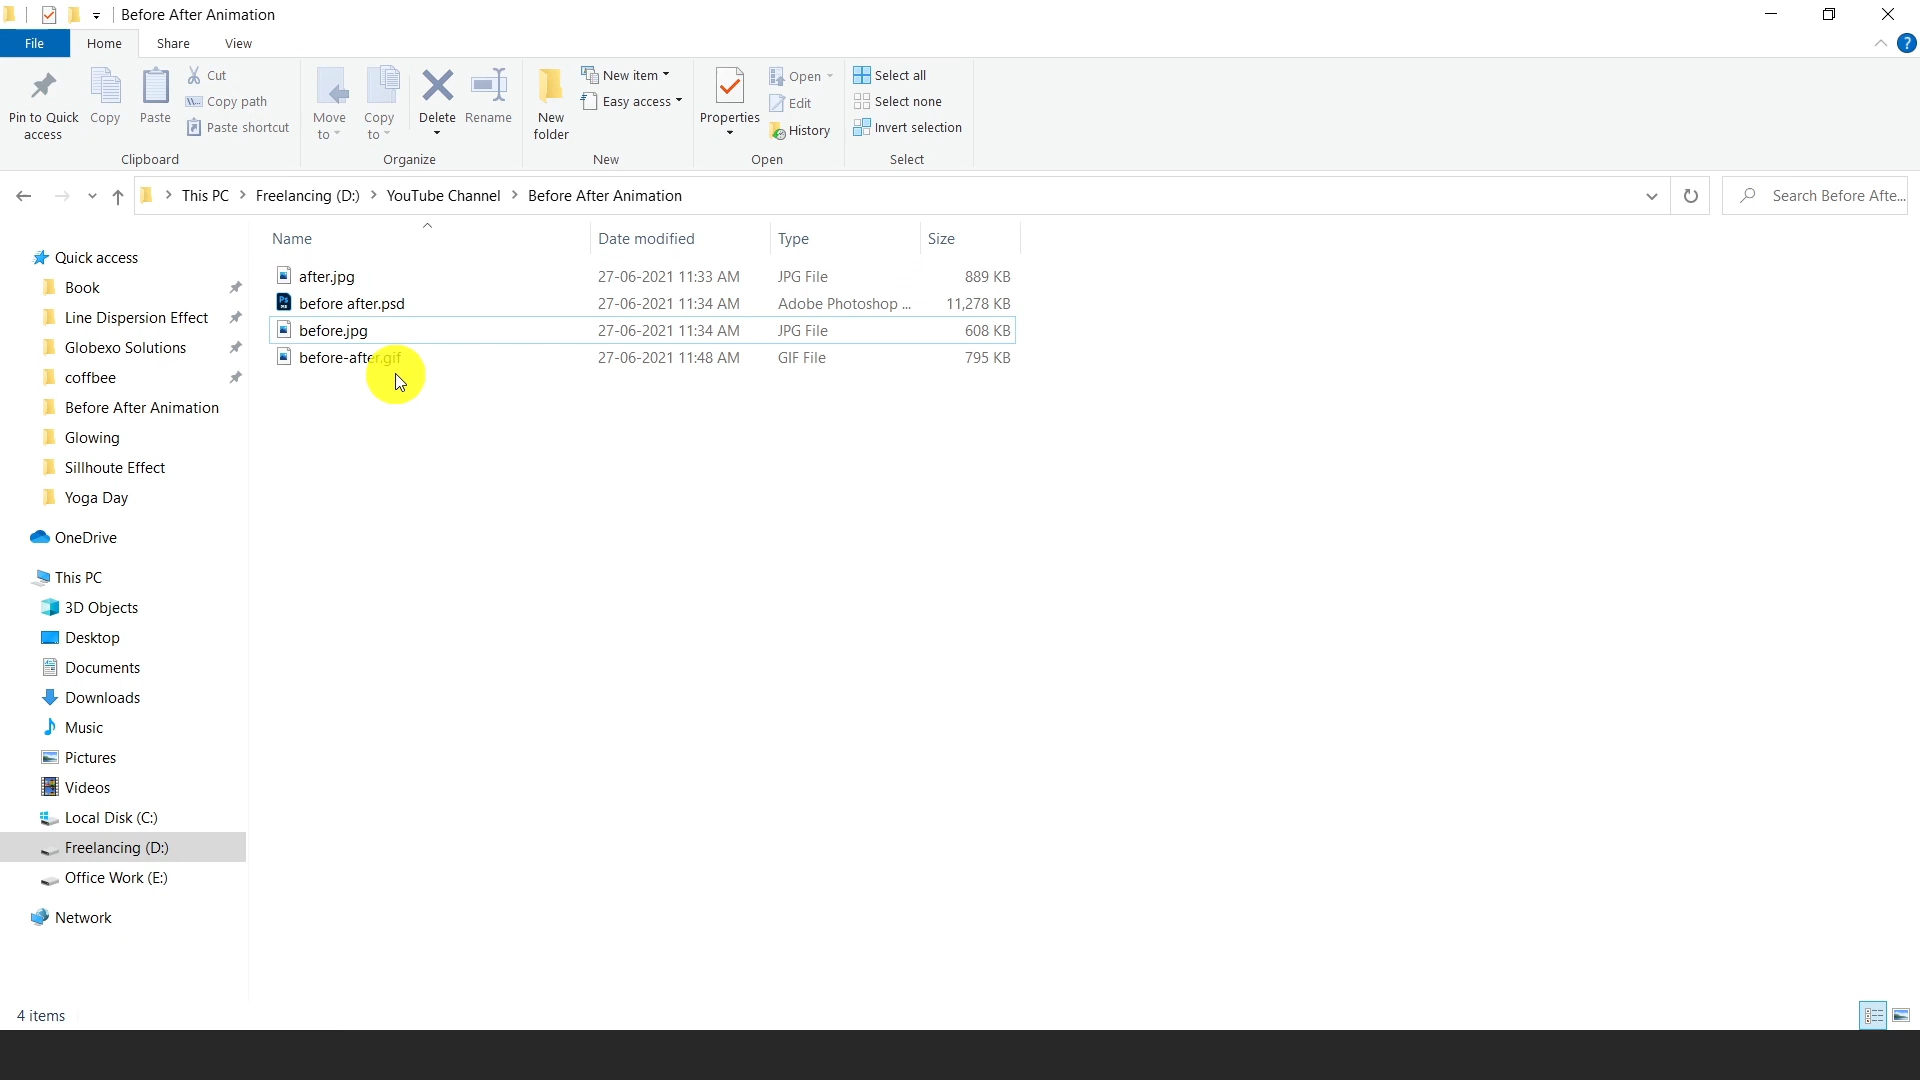 Before After Animation
File Home Share View
Pin to Quick access
Copy
Paste
Cut
Copy path
Paste shortcut
Clipboard
Move to
Copy to
Delete
Rename
Organize
New folder
New item
Easy access
New
Properties
Open
Edit
History
Open
Select all
Select none
Invert selection
Select
This PC > Freelancing (D:) > YouTube Channel > Before After Animation
Search Before Afte...
Name Date modified Type Size
after.jpg 27-06-2021 11:33 AM JPG File 889 KB
before after.psd 27-06-2021 11:34 AM Adobe Photoshop ... 11,278 KB
before.jpg 27-06-2021 11:34 AM JPG File 608 KB
before-after.gif 27-06-2021 11:48 AM GIF File 795 KB
Quick access
Book
Line Dispersion Effect
Globexo Solutions
coffbee
Before After Animation
Glowing
Sillhoute Effect
Yoga Day
OneDrive
This PC
3D Objects
Desktop
Documents
Downloads
Music
Pictures
Videos
Local Disk (C:)
Freelancing (D:)
Office Work (E:)
Network
4 items